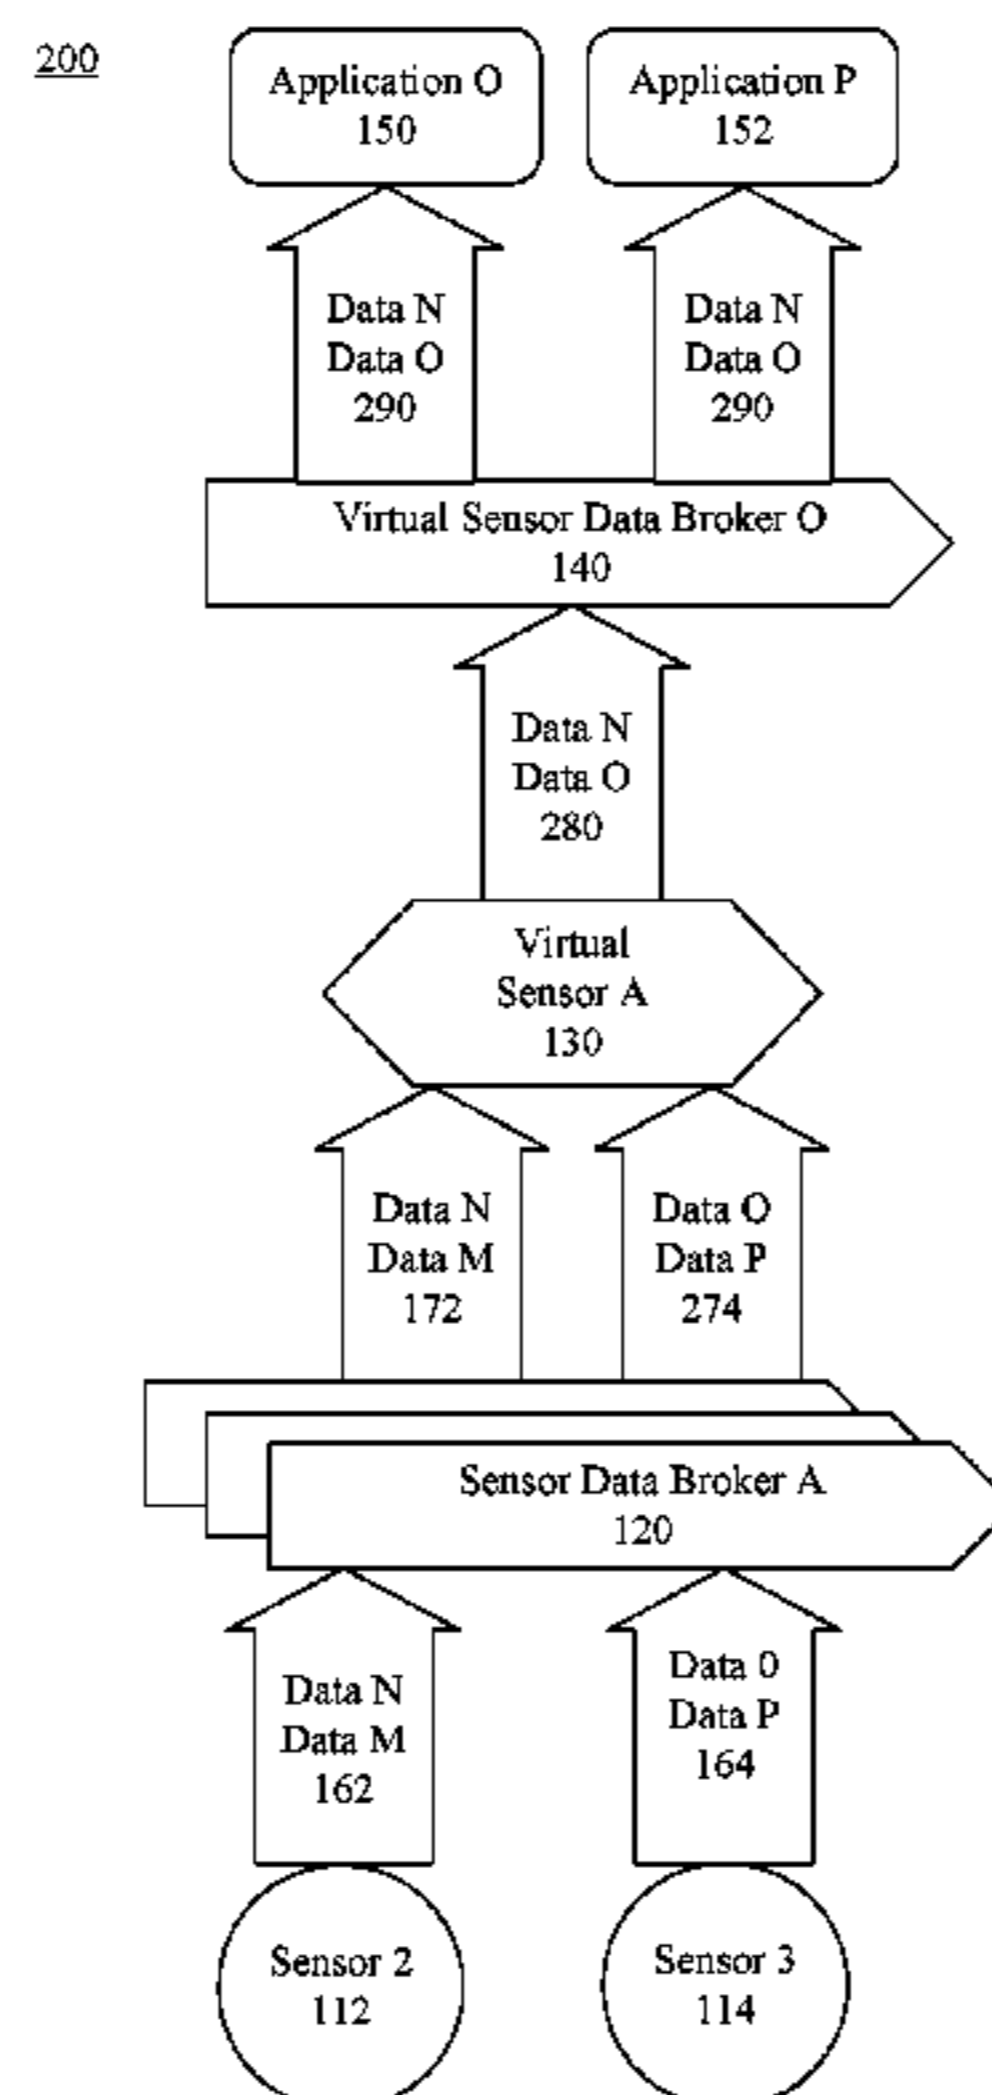 200
Application O
150
Application P
152
Data N
Data O
290
Data N
Data O
290
Virtual Sensor Data Broker O
140
Data N
Data O
280
Virtual
Sensor A
130
Data N
Data M
172
Data O
Data P
274
Sensor Data Broker A
120
Data N
Data M
162
Data 0
Data P
164
Sensor 2
112
Sensor 3
114